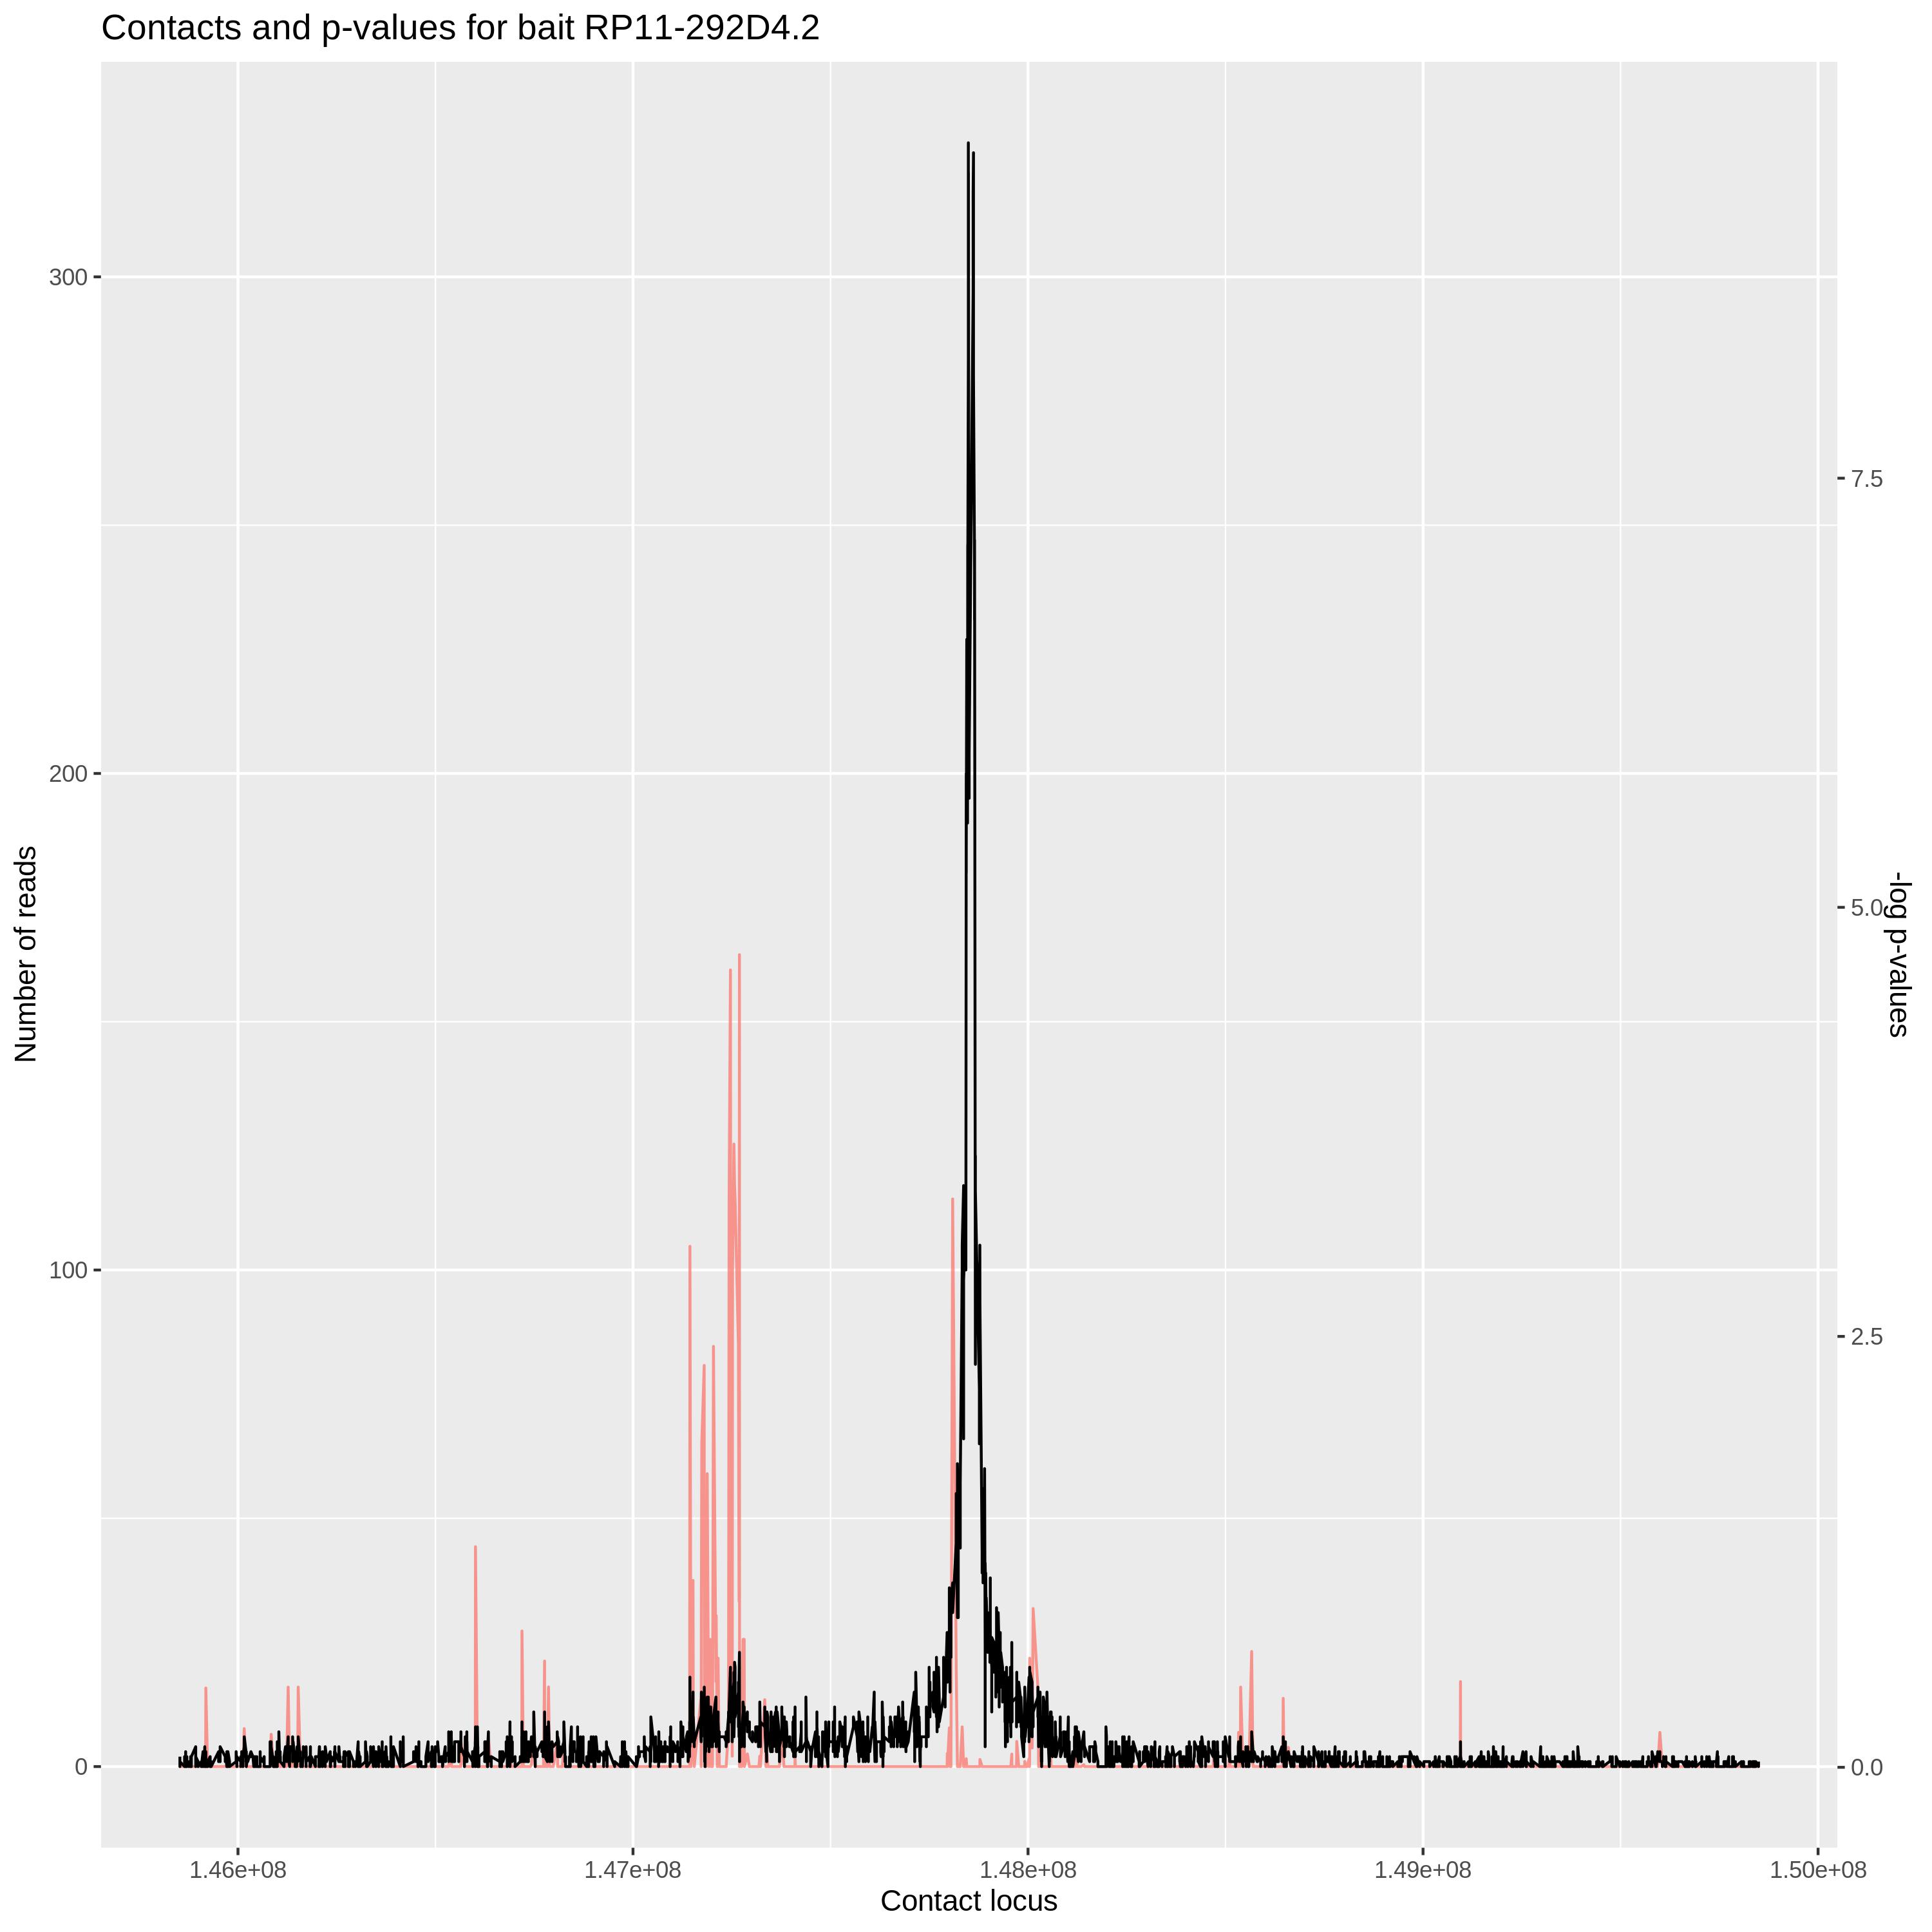 Contacts and p-values for bait RP11-292D4.2
300
200
100
0
Number of reads
7.5
5.0
2.5
0.0
-log p-values
1.46e+08
1.47e+08
1.48e+08
1.49e+08
1.50e+08
Contact locus